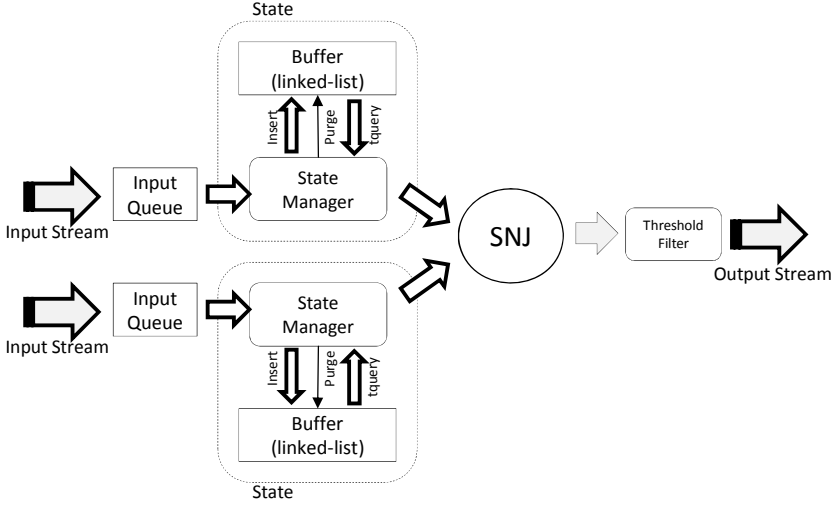 State
Buffer
(linked-list)
Insert
Purge
tquery
Input
Queue
State
Manager
Input Stream
SNJ
Threshold
Filter
Output Stream
Input
Queue
State
Manager
Input Stream
Insert
Purge
tquery
Buffer
(linked-list)
State